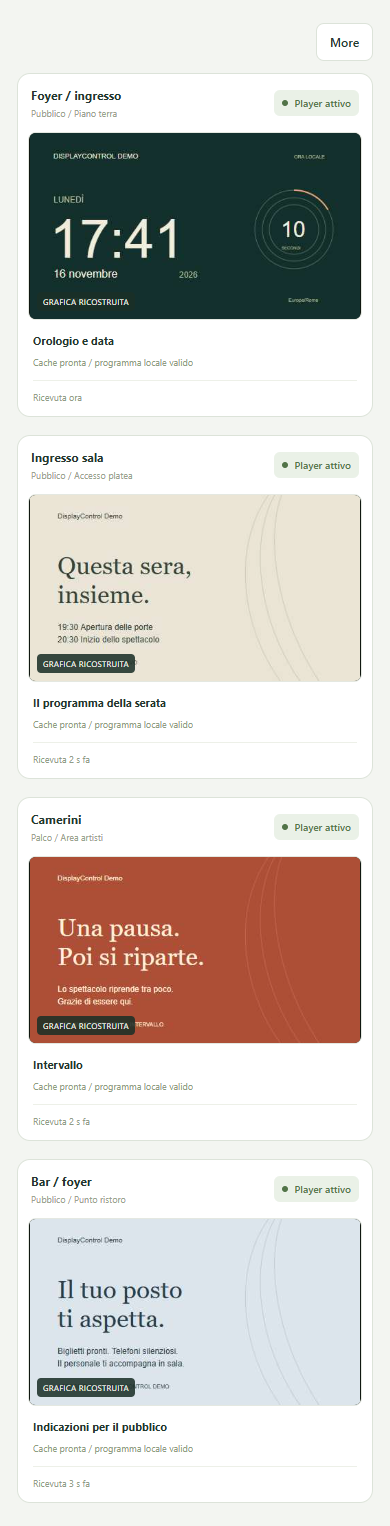 More
Foyer / ingresso
Player attivo
Pubblico / Piano terra
DISPLAYCONTROL DEMO
ORA LOCALE
LUNEDÌ
17:41
10
SECONDI
16 novembre
2026
GRAFICA RICOSTRUITA
Europe/Rome
Orologio e data
Cache pronta / programma locale valido
Ricevuta ora
Ingresso sala
Player attivo
Pubblico / Accesso platea
DisplayControl Demo
Questa sera,
insieme.
19:30 Apertura delle porte
20:30 Inizio dello spettacolo
GRAFICA RICOSTRUITA
Il programma della serata
Cache pronta / programma locale valido
Ricevuta 2 s fa
Camerini
Player attivo
Palco / Area artisti
DisplayControl Demo
Una pausa.
Poi si riparte.
Lo spettacolo riprende tra poco.
Grazie di essere qui.
GRAFICA RICOSTRUITA
TERVALLO
Intervallo
Cache pronta / programma locale valido
Ricevuta 2 s fa
Bar / foyer
Player attivo
Pubblico / Punto ristoro
DisplayControl Demo
Il tuo posto
ti aspetta.
Biglietti pronti. Telefoni silenziosi.
Il personale ti accompagna in sala.
GRAFICA RICOSTRUITA
TROL DEMO
Indicazioni per il pubblico
Cache pronta / programma locale valido
Ricevuta 3 s fa